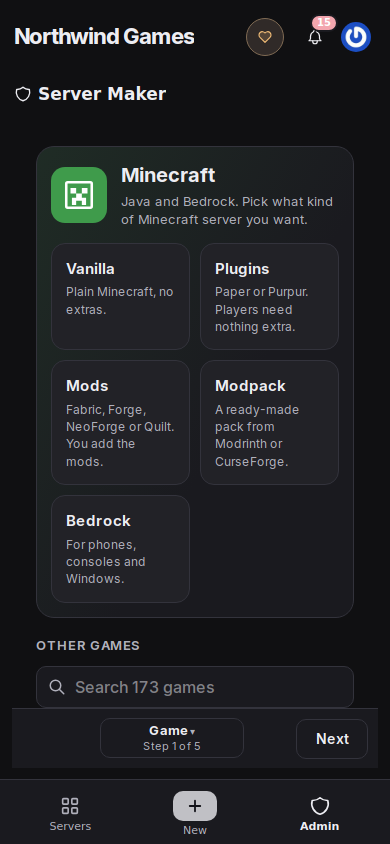 Northwind Games
15
Server Maker
Minecraft
Java and Bedrock. Pick what kind
of Minecraft server you want.
Vanilla
Plain Minecraft, no
extras.
Plugins
Paper or Purpur.
Players need
nothing extra.
Mods
Fabric, Forge,
NeoForge or Quilt.
You add the
mods.
Modpack
A ready-made
pack from
Modrinth or
CurseForge.
Bedrock
For phones,
consoles and
Windows.
OTHER GAMES
Search 173 games
Game ▾
Step 1 of 5
Next
Servers
New
Admin